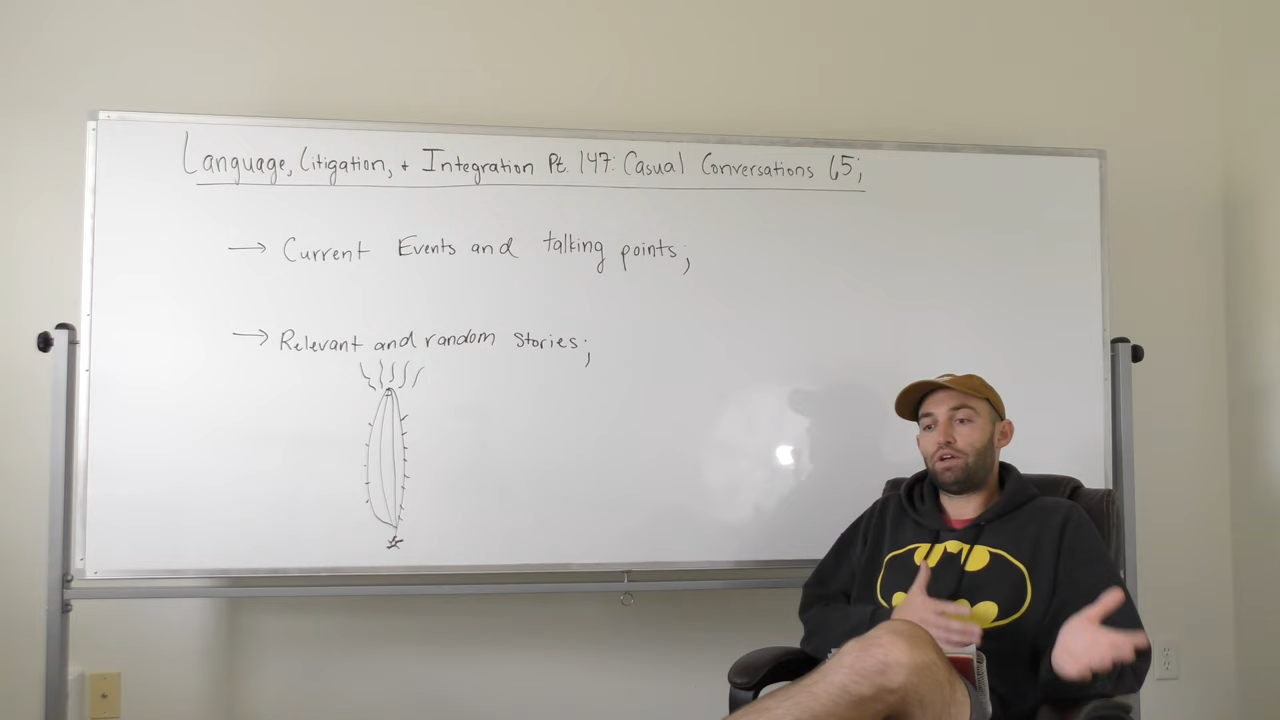 Language, Litigation, + Integration Pt. 147: Casual Conversations 65;
→ Current Events and talking points;
→ Relevant and random stories;